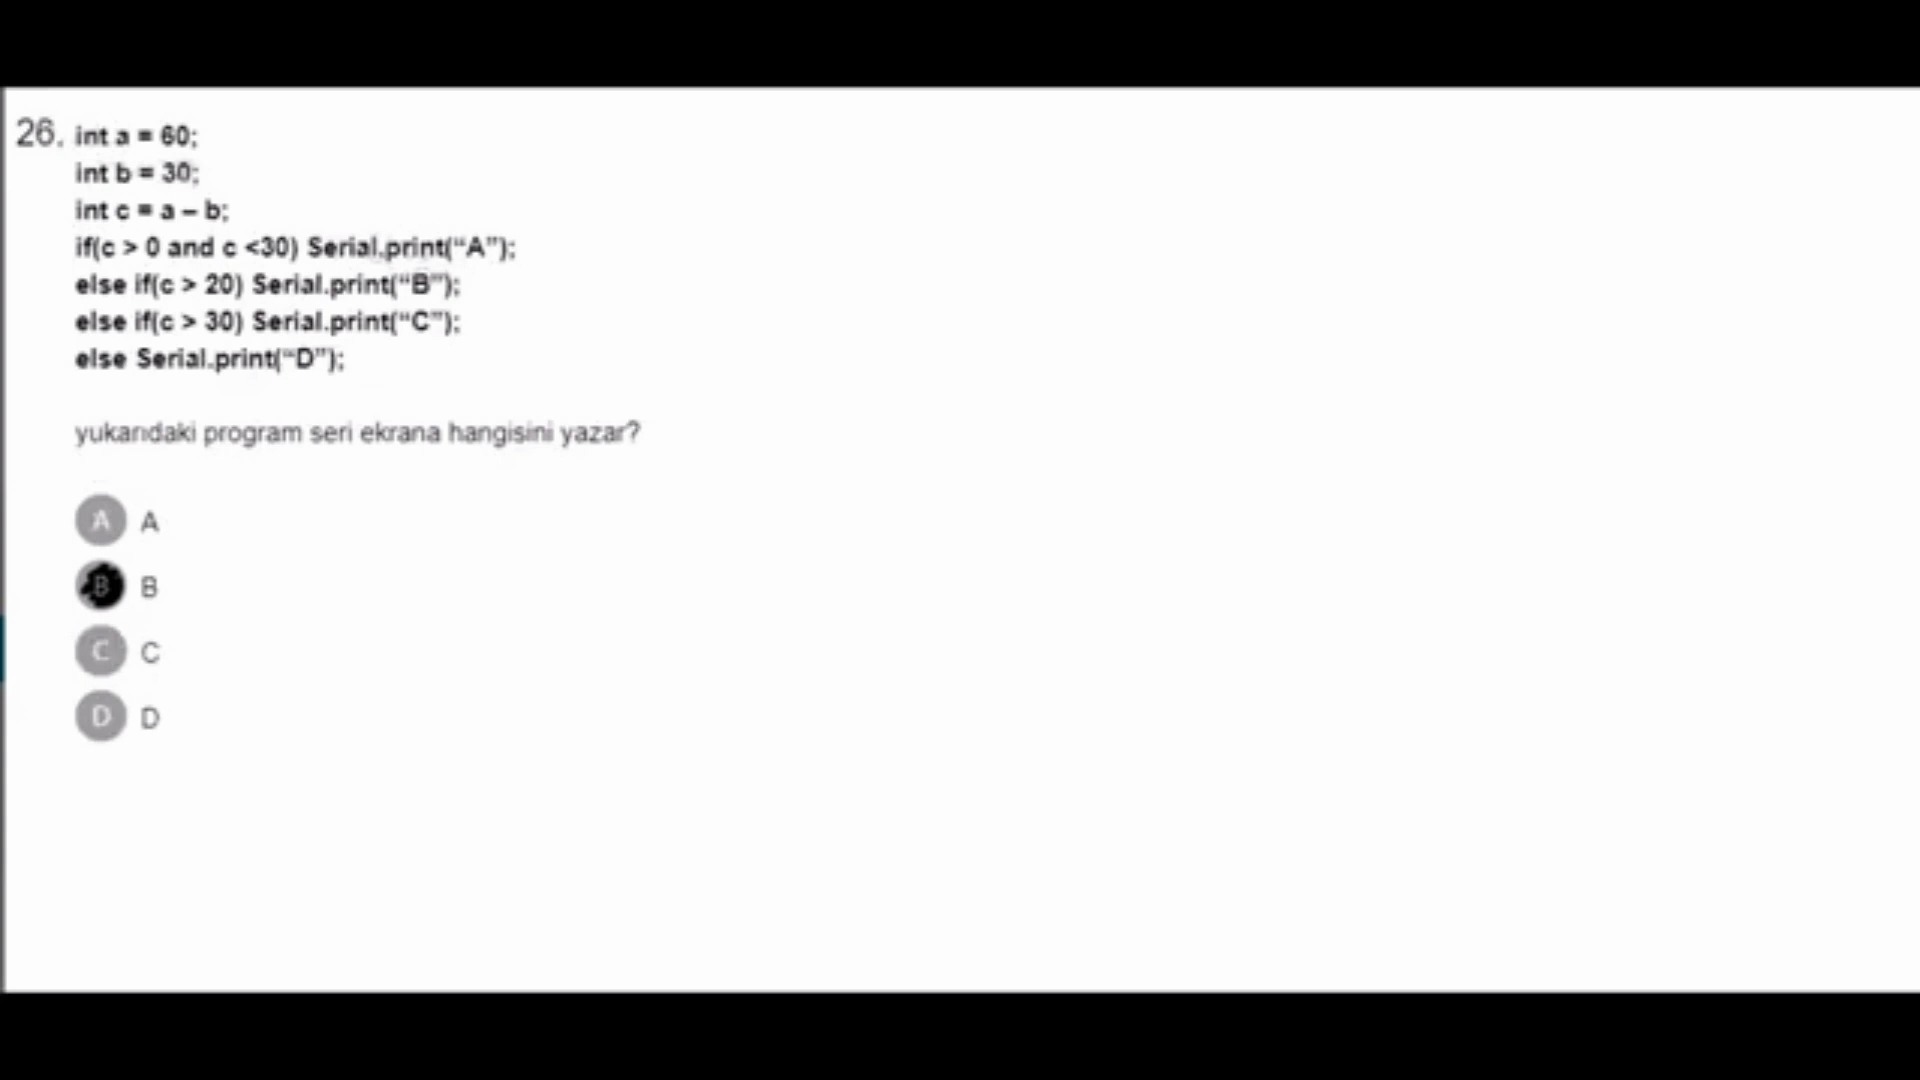 26. int a = 60;
int b = 30;
int c = a – b;
if(c > 0 and c <30) Serial.print(“A”);
else if(c > 20) Serial.print(“B”);
else if(c > 30) Serial.print(“C”);
else Serial.print(“D”);
yukarıdaki program seri ekrana hangisini yazar?
A A
B B
C C
D D